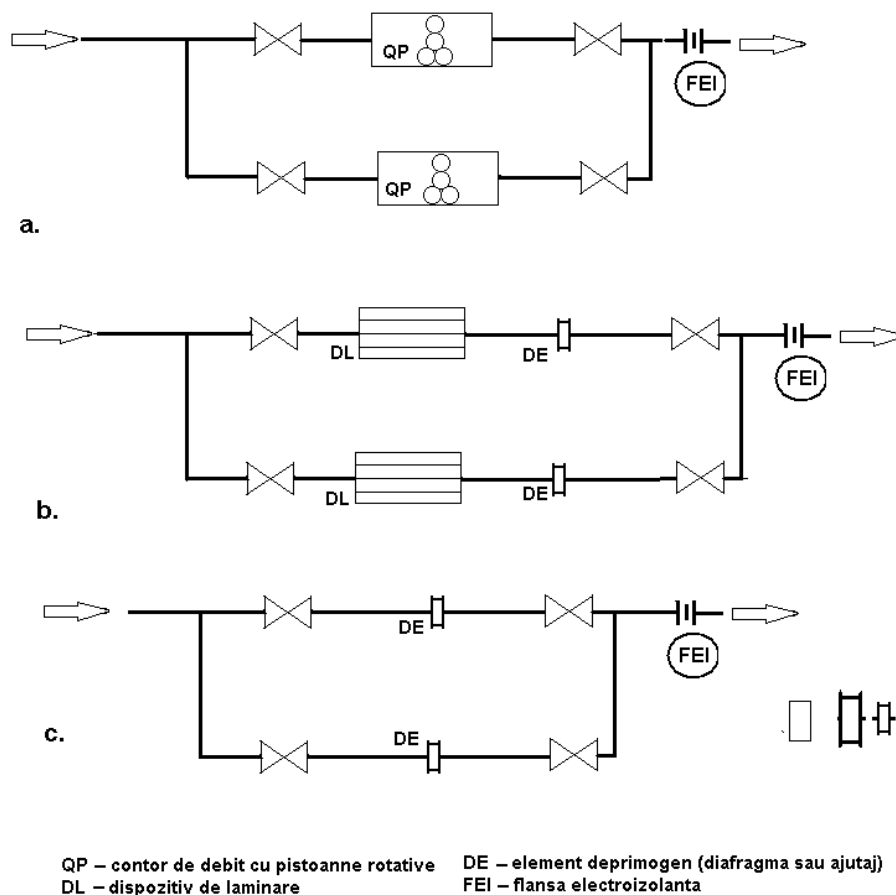 QP
FEI
QP
a.
DL
DE
FEI
DL
DE
b.
DE
FEI
DE
c.
QP – contor de debit cu pistoanne rotative
DE – element deprimogen (diafragma sau ajutaj)
DL – dispozitiv de laminare
FEI – flansa electroizolanta